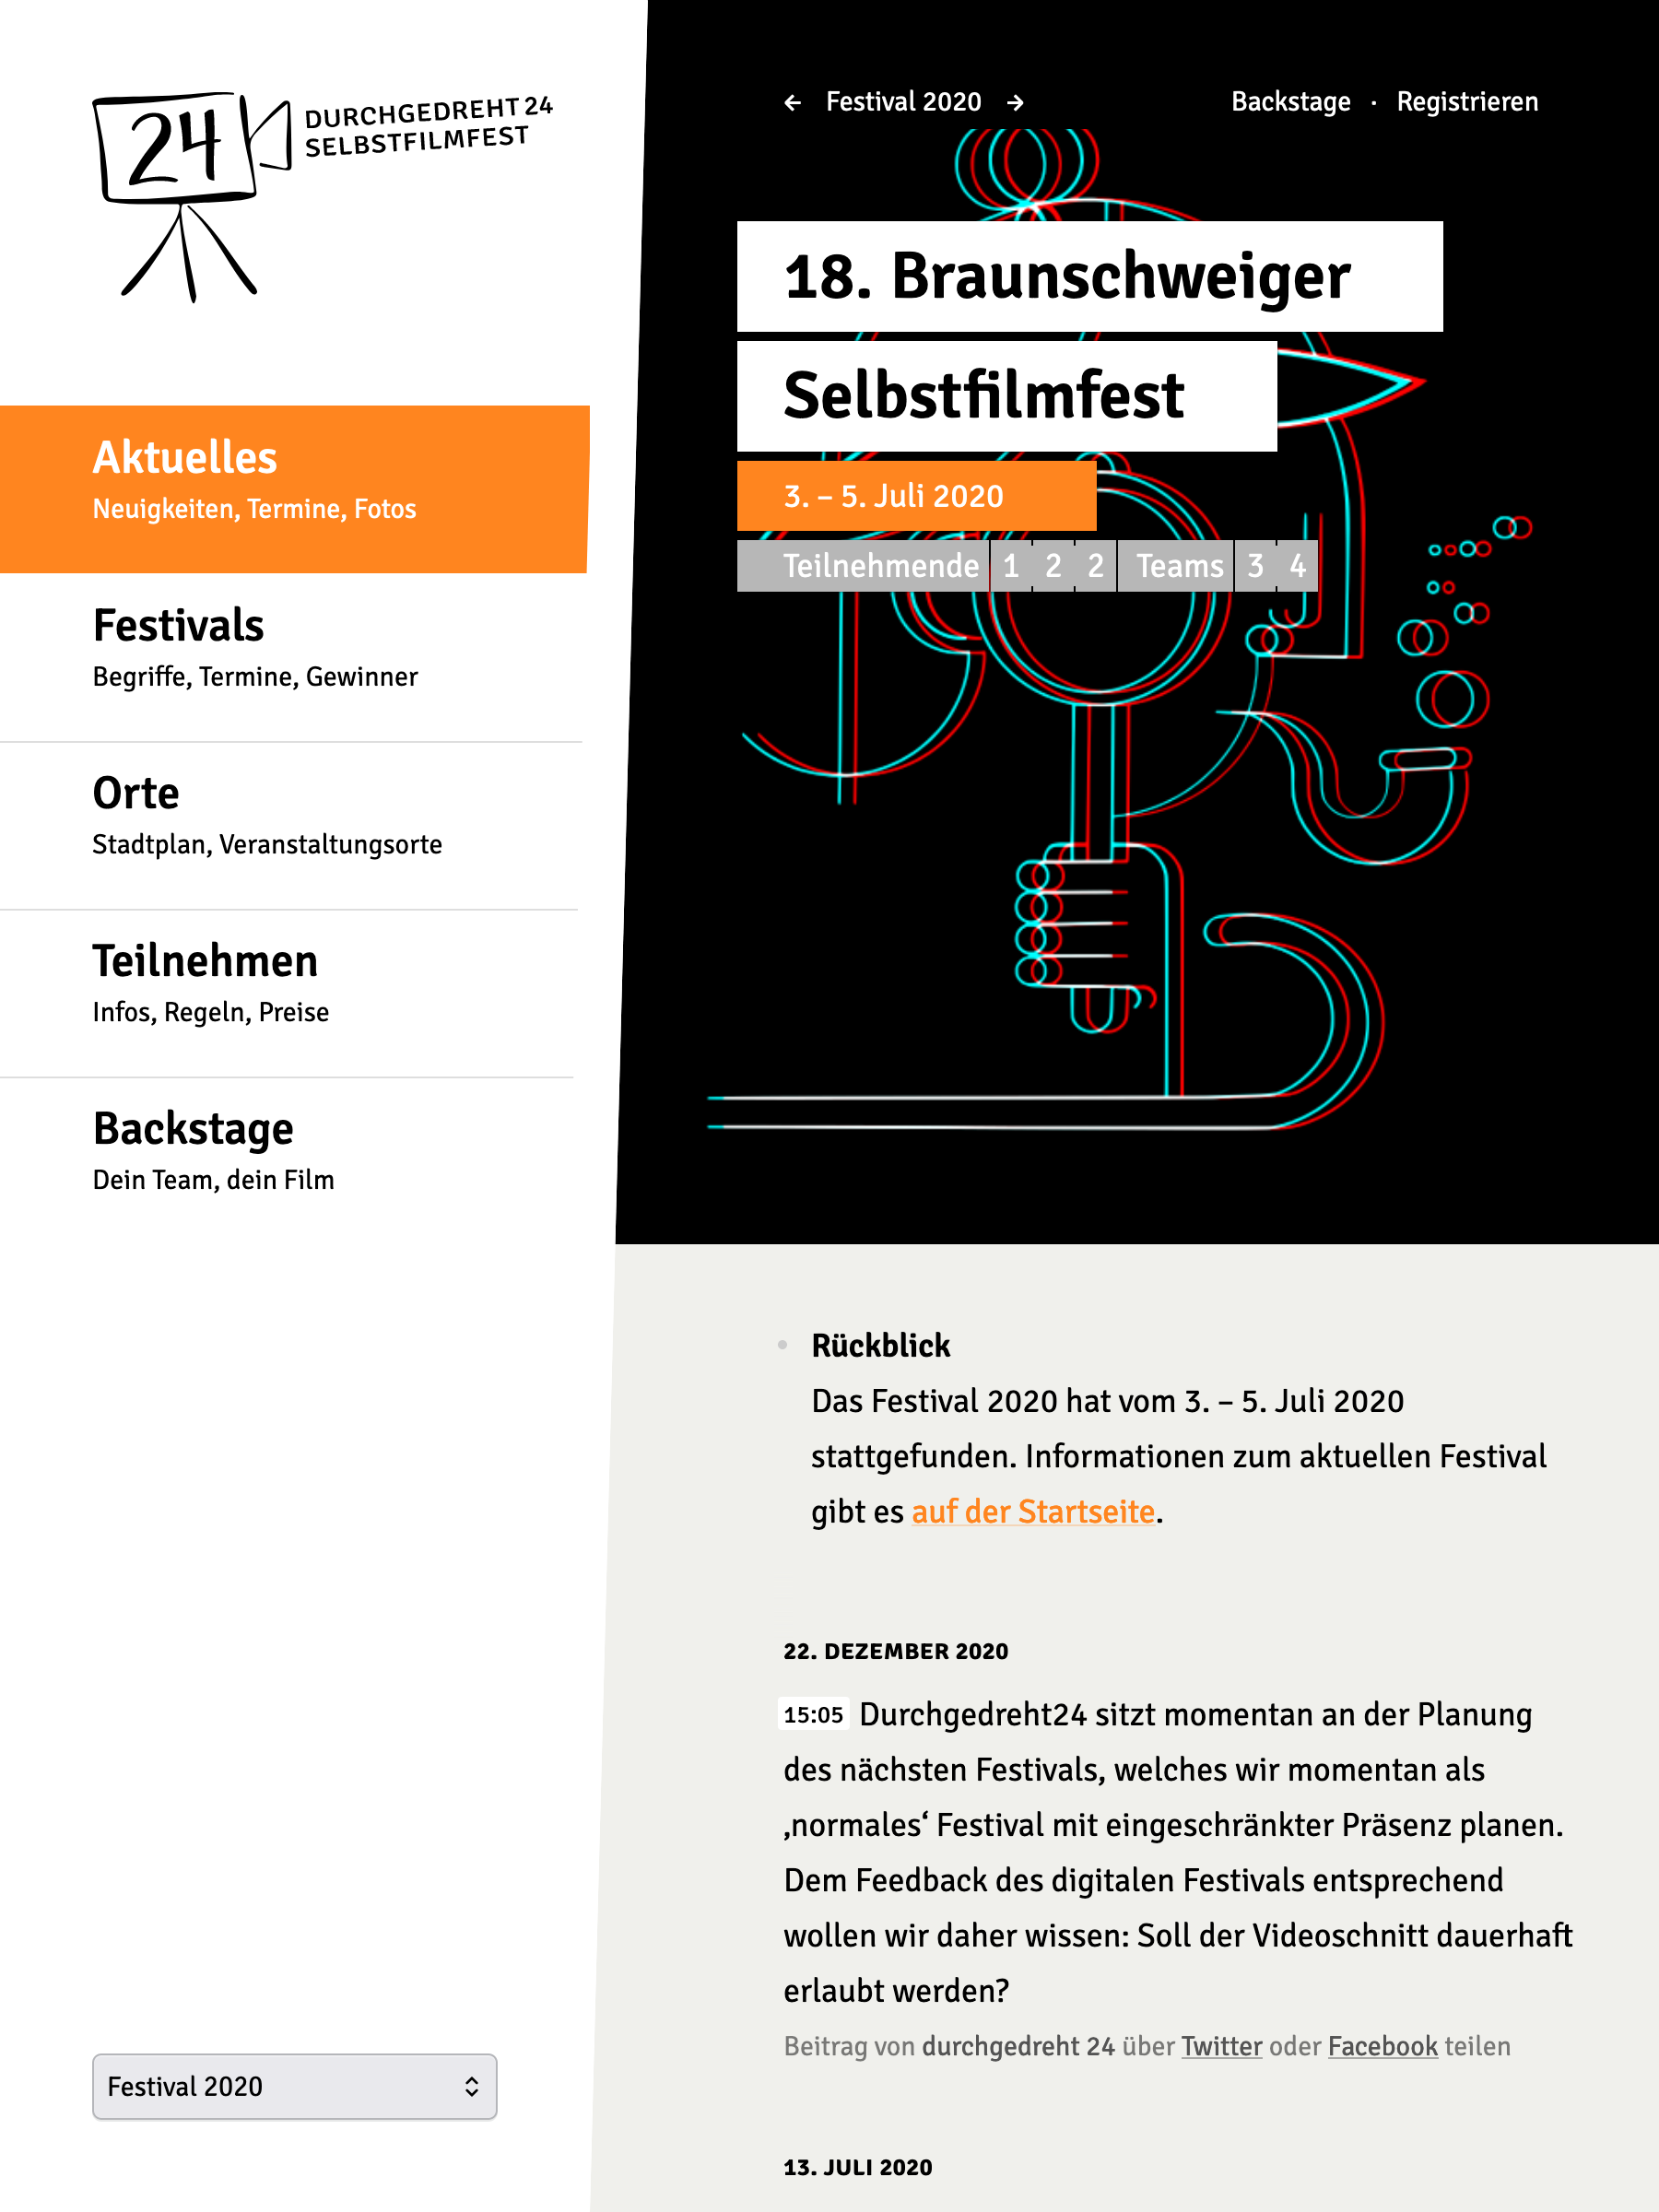 24
DURCHGEDREHT 24
SELBSTFILMFEST
Aktuelles
Neuigkeiten, Termine, Fotos
Festivals
Begriffe, Termine, Gewinner
Orte
Stadtplan, Veranstaltungsorte
Teilnehmen
Infos, Regeln, Preise
Backstage
Dein Team, dein Film
Festival 2020
← Festival 2020 →
Backstage · Registrieren
18. Braunschweiger
Selbstfilmfest
3. – 5. Juli 2020
Teilnehmende 1 2 2 Teams 3 4
Rückblick
Das Festival 2020 hat vom 3. – 5. Juli 2020
stattgefunden. Informationen zum aktuellen Festival
gibt es auf der Startseite.
22. DEZEMBER 2020
15:05 Durchgedreht24 sitzt momentan an der Planung
des nächsten Festivals, welches wir momentan als
‚normales‘ Festival mit eingeschränkter Präsenz planen.
Dem Feedback des digitalen Festivals entsprechend
wollen wir daher wissen: Soll der Videoschnitt dauerhaft
erlaubt werden?
Beitrag von durchgedreht 24 über Twitter oder Facebook teilen
13. JULI 2020